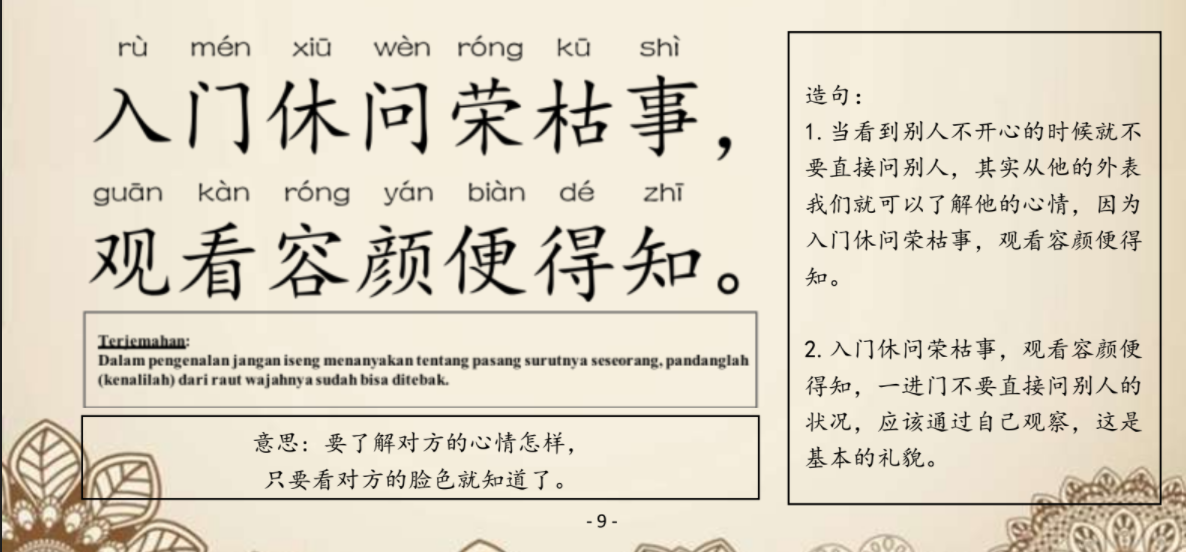 rù mén xiū wèn róng kū shì
入门休问荣枯事，
guān kàn róng yán biàn dé zhī
观看容颜便得知。
Terjemahan:
Dalam pengenalan jangan iseng menanyakan tentang pasang surutnya seseorang, pandanglah
(kenalilah) dari raut wajahnya sudah bisa ditebak.
意思：要了解对方的心情怎样，
只要看对方的脸色就知道了。
造句：
1. 当看到别人不开心的时候就不
要直接问别人，其实从他的外表
我们就可以了解他的心情，因为
入门休问荣枯事，观看容颜便得
知。
2. 入门休问荣枯事，观看容颜便
得知，一进门不要直接问别人的
状况，应该通过自己观察，这是
基本的礼貌。
- 9 -